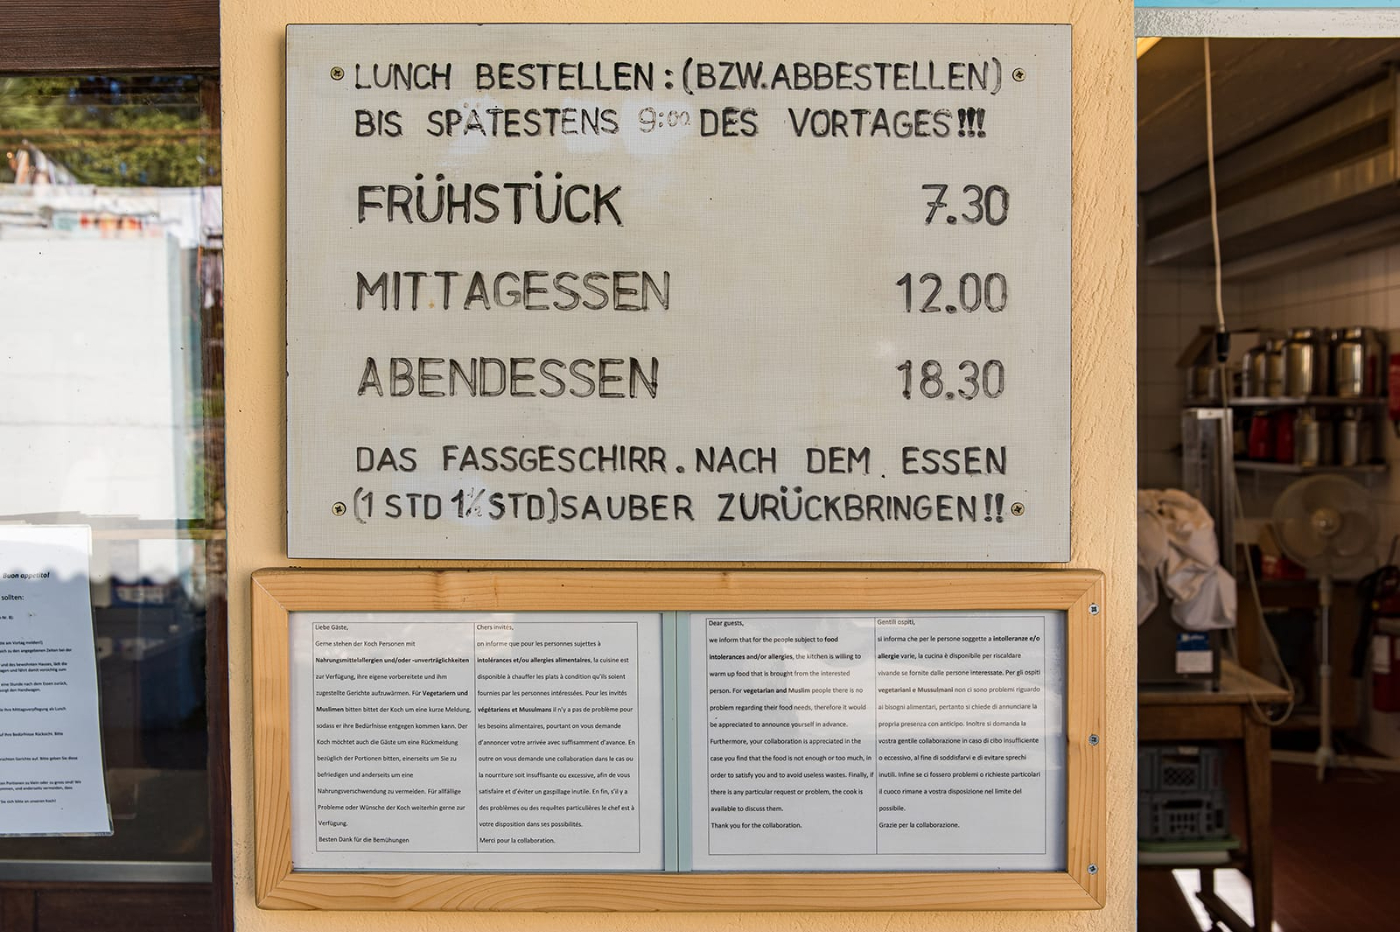 LUNCH BESTELLEN : (BZW. ABBESTELLEN)
BIS SPÄTESTENS 9:00 DES VORTAGES!!!
FRÜHSTÜCK 7.30
MITTAGESSEN 12.00
ABENDESSEN 18.30
DAS FASSGESCHIRR. NACH DEM ESSEN
(1 STD 1½ STD) SAUBER ZURÜCKBRINGEN!!
Buon appetito!
sollten:
Liebe Gäste,
Gerne stehen der Koch Personen mit
Nahrungsmittelallergien und/oder -unverträglichkeiten
zur Verfügung, ihre eigene vorbereitete und ihm
zugestellte Gerichte aufzuwärmen. Für Vegetariern und
Muslimen bitten bittet der Koch um eine kurze Meldung,
sodass er ihre Bedürfnisse entgegen kommen kann. Der
Koch möchtet auch die Gäste um eine Rückmeldung
bezüglich der Portionen bitten, einerseits um Sie zu
befriedigen und anderseits um eine
Nahrungsverschwendung zu vermeiden. Für allfällige
Probleme oder Wünsche der Koch weiterhin gerne zur
Verfügung.
Besten Dank für die Bemühungen
Chers invités,
on informe que pour les personnes sujettes à
intolérances et/ou allergies alimentaires, la cuisine est
disponible à chauffer les plats à condition qu'ils soient
fournies par les personnes intéressées. Pour les invités
végétariens et Musulmans il n'y a pas de problème pour
les besoins alimentaires, pourtant on vous demande
d'annoncer votre arrivée avec suffisamment d'avance. En
outre on vous demande une collaboration dans le cas ou
la nourriture soit insuffisante ou excessive, afin de vous
satisfaire et d'éviter un gaspillage inutile. En fin, s'il y a
des problèmes ou des requêtes particulières le chef est à
votre disposition dans ses possibilités.
Merci pour la collaboration.
Dear guests,
we inform that for the people subject to food
intolerances and/or allergies, the kitchen is willing to
warm up food that is brought from the interested
person. For vegetarian and Muslim people there is no
problem regarding their food needs, therefore it would
be appreciated to announce yourself in advance.
Furthermore, your collaboration is appreciated in the
case you find that the food is not enough or too much, in
order to satisfy you and to avoid useless wastes. Finally, if
there is any particular request or problem, the cook is
available to discuss them.
Thank you for the collaboration.
Gentili ospiti,
si informa che per le persone soggette a intolleranze e/o
allergie varie, la cucina è disponibile per riscaldare
vivande se fornite dalle persone interessate. Per gli ospiti
vegetariani e Mussulmani non ci sono problemi riguardo
ai bisogni alimentari, pertanto si chiede di annunciare la
propria presenza con anticipo. Inoltre si domanda la
vostra gentile collaborazione in caso di cibo insufficiente
o eccessivo, al fine di soddisfarvi e di evitare sprechi
inutili. Infine se ci fossero problemi o richieste particolari
il cuoco rimane a vostra disposizione nel limite del
possibile.
Grazie per la collaborazione.